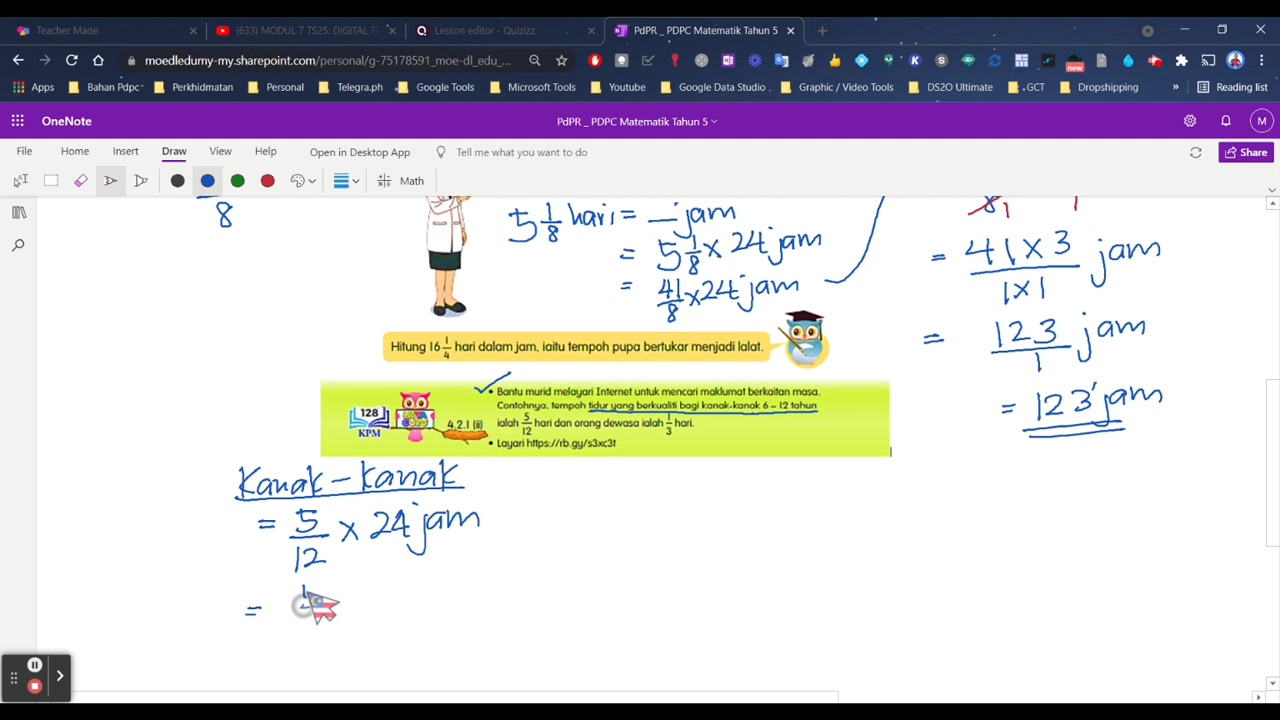 Teacher Made
(633) MODUL 7 TS25: DIGITAL T
Lesson editor - Quizizz
PdPR _ PDPC Matematik Tahun 5
moedledumy-my.sharepoint.com/personal/g-75178591_moe-dl_edu_...
Apps
Bahan Pdpc
Perkhidmatan
Personal
Telegra.ph
Google Tools
Microsoft Tools
Youtube
Google Data Studio
Graphic / Video Tools
DS2O Ultimate
GCT
Dropshipping
»
Reading list
new
OneNote
PdPR _ PDPC Matematik Tahun 5
M
File
Home
Insert
Draw
View
Help
Open in Desktop App
Tell me what you want to do
Share
Math
8
5 1/8 hari = __ jam
= 5 1/8 × 24 jam
= 41/8 × 24 jam
8 1 1
= 41 × 3 / 1 × 1 jam
= 123/1 jam
= 123 jam
Hitung 16 1/4 hari dalam jam, iaitu tempoh pupa bertukar menjadi lalat.
128
KPM
4.2.1 (ii)
• Bantu murid melayari Internet untuk mencari maklumat berkaitan masa.
Contohnya, tempoh tidur yang berkualiti bagi kanak-kanak 6 – 12 tahun
ialah 5/12 hari dan orang dewasa ialah 1/3 hari.
• Layari https://rb.gy/s3xc3t
Kanak - Kanak
= 5/12 × 24 jam
=